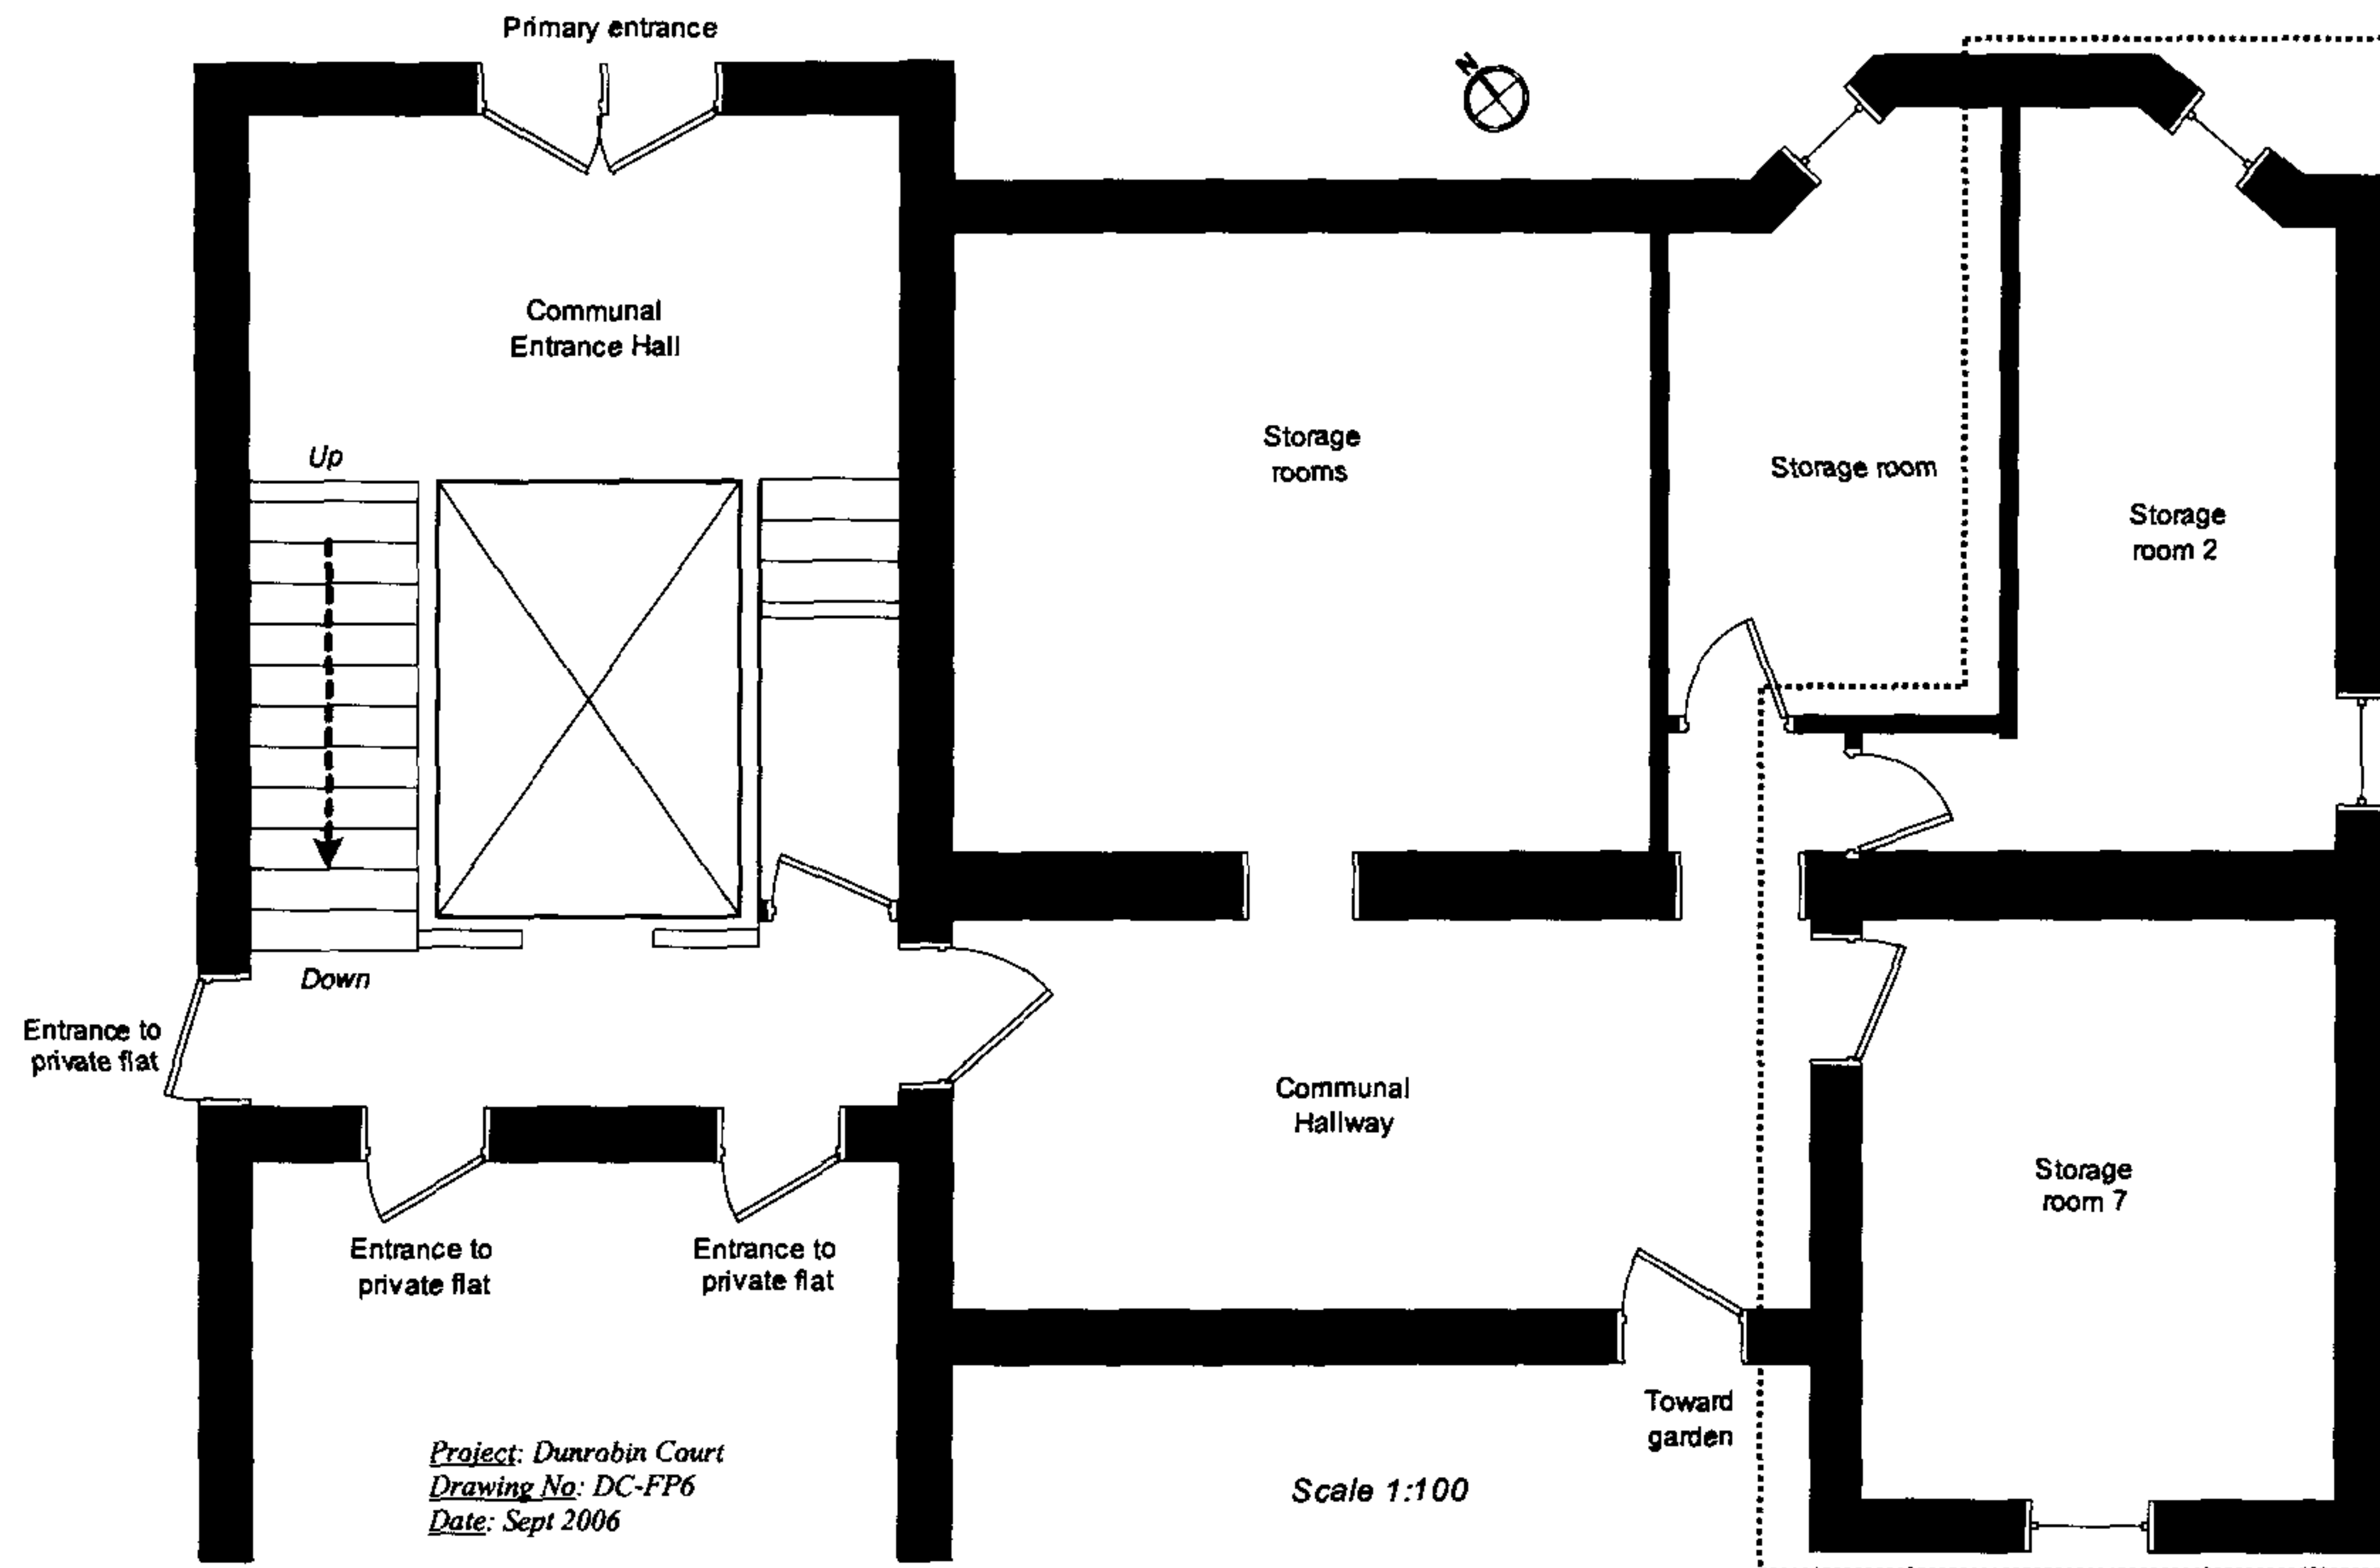 Primary entrance
N
Communal
Entrance Hall
Storage
rooms
Storage room
Storage
room 2
Up
Down
Entrance to
private flat
Communal
Hallway
Storage
room 7
Entrance to
private flat
Entrance to
private flat
Toward
garden
Project: Dunrobin Court
Drawing No: DC-FP6
Date: Sept 2006
Scale 1:100